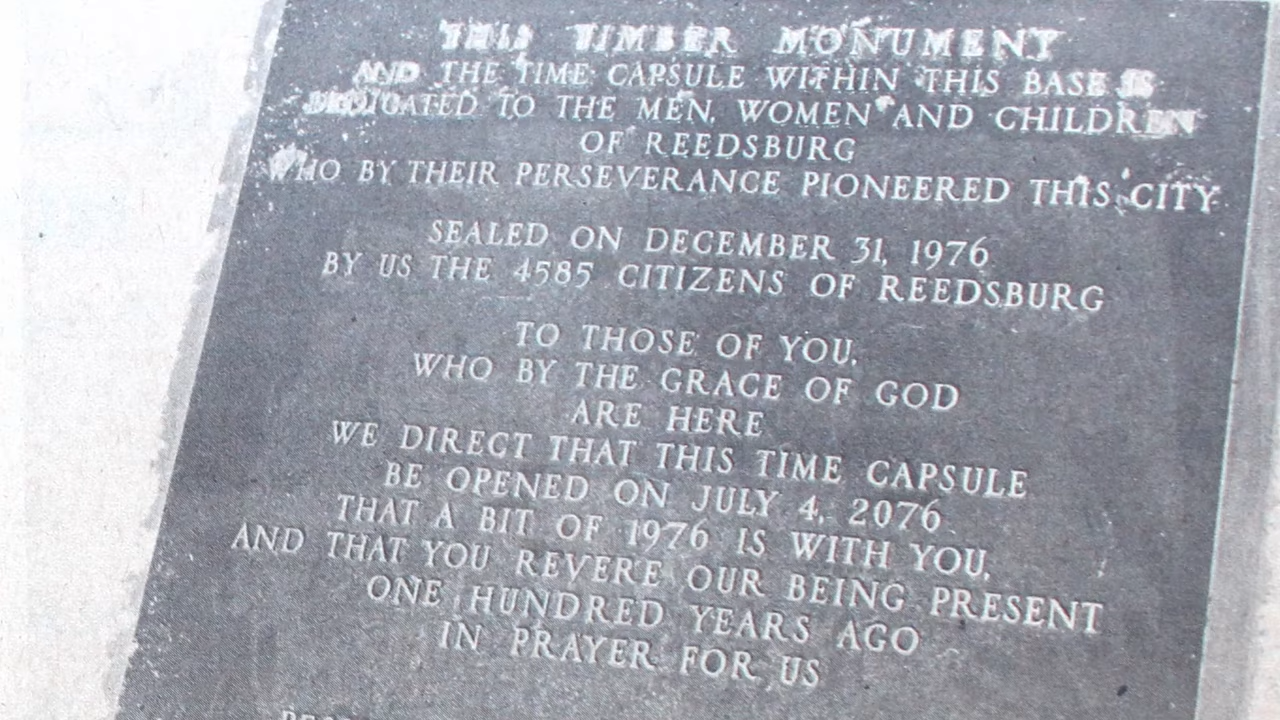 THIS TIMBER MONUMENT
AND THE TIME CAPSULE WITHIN THIS BASE IS
DEDICATED TO THE MEN, WOMEN AND CHILDREN
OF REEDSBURG
WHO BY THEIR PERSEVERANCE PIONEERED THIS CITY
SEALED ON DECEMBER 31, 1976
BY US THE 4585 CITIZENS OF REEDSBURG
TO THOSE OF YOU,
WHO BY THE GRACE OF GOD
ARE HERE
WE DIRECT THAT THIS TIME CAPSULE
BE OPENED ON JULY 4, 2076
THAT A BIT OF 1976 IS WITH YOU,
AND THAT YOU REVERE OUR BEING PRESENT
ONE HUNDRED YEARS AGO
IN PRAYER FOR US